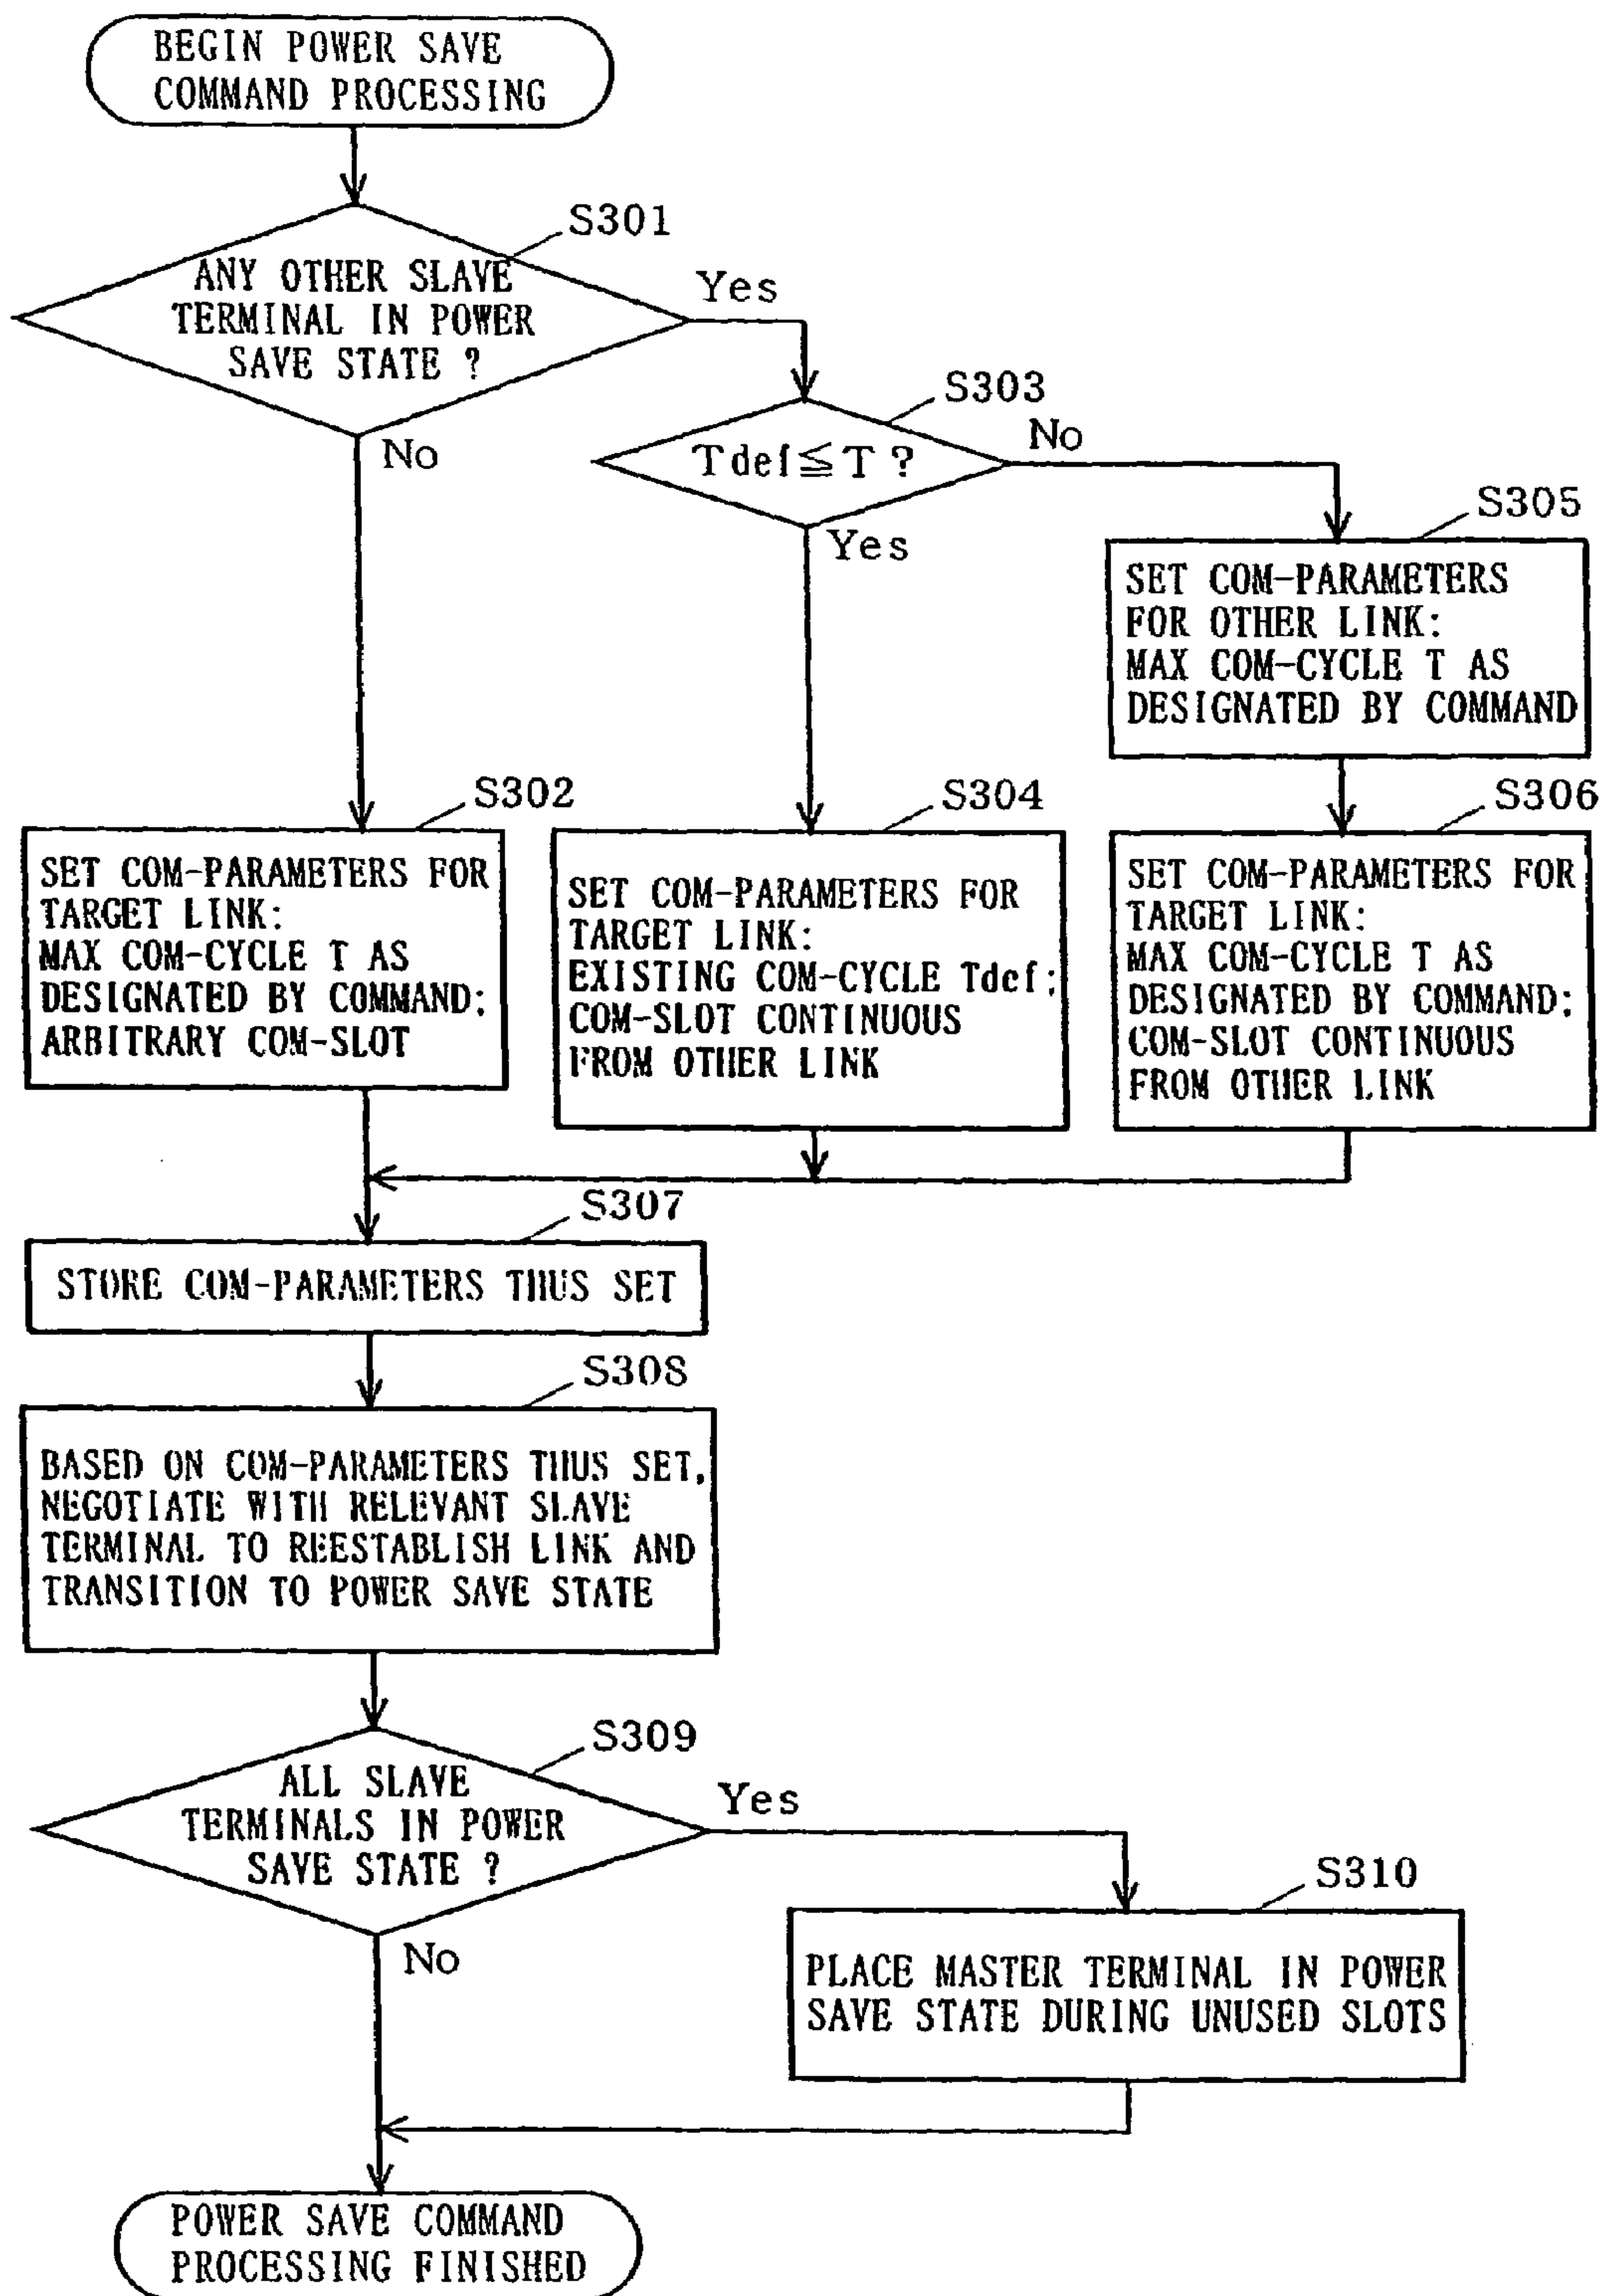 BEGIN POWER SAVE
COMMAND PROCESSING
S301
ANY OTHER SLAVE
TERMINAL IN POWER
SAVE STATE ?
Yes
No
S303
Tdef≦T ?
No
Yes
S305
SET COM-PARAMETERS
FOR OTHER LINK:
MAX COM-CYCLE T AS
DESIGNATED BY COMMAND
S302
SET COM-PARAMETERS FOR
TARGET LINK:
MAX COM-CYCLE T AS
DESIGNATED BY COMMAND;
ARBITRARY COM-SLOT
S304
SET COM-PARAMETERS FOR
TARGET LINK:
EXISTING COM-CYCLE Tdef;
COM-SLOT CONTINUOUS
FROM OTHER LINK
S306
SET COM-PARAMETERS FOR
TARGET LINK:
MAX COM-CYCLE T AS
DESIGNATED BY COMMAND;
COM-SLOT CONTINUOUS
FROM OTHER LINK
S307
STORE COM-PARAMETERS THUS SET
S308
BASED ON COM-PARAMETERS THUS SET,
NEGOTIATE WITH RELEVANT SLAVE
TERMINAL TO REESTABLISH LINK AND
TRANSITION TO POWER SAVE STATE
S309
ALL SLAVE
TERMINALS IN POWER
SAVE STATE ?
Yes
No
S310
PLACE MASTER TERMINAL IN POWER
SAVE STATE DURING UNUSED SLOTS
POWER SAVE COMMAND
PROCESSING FINISHED